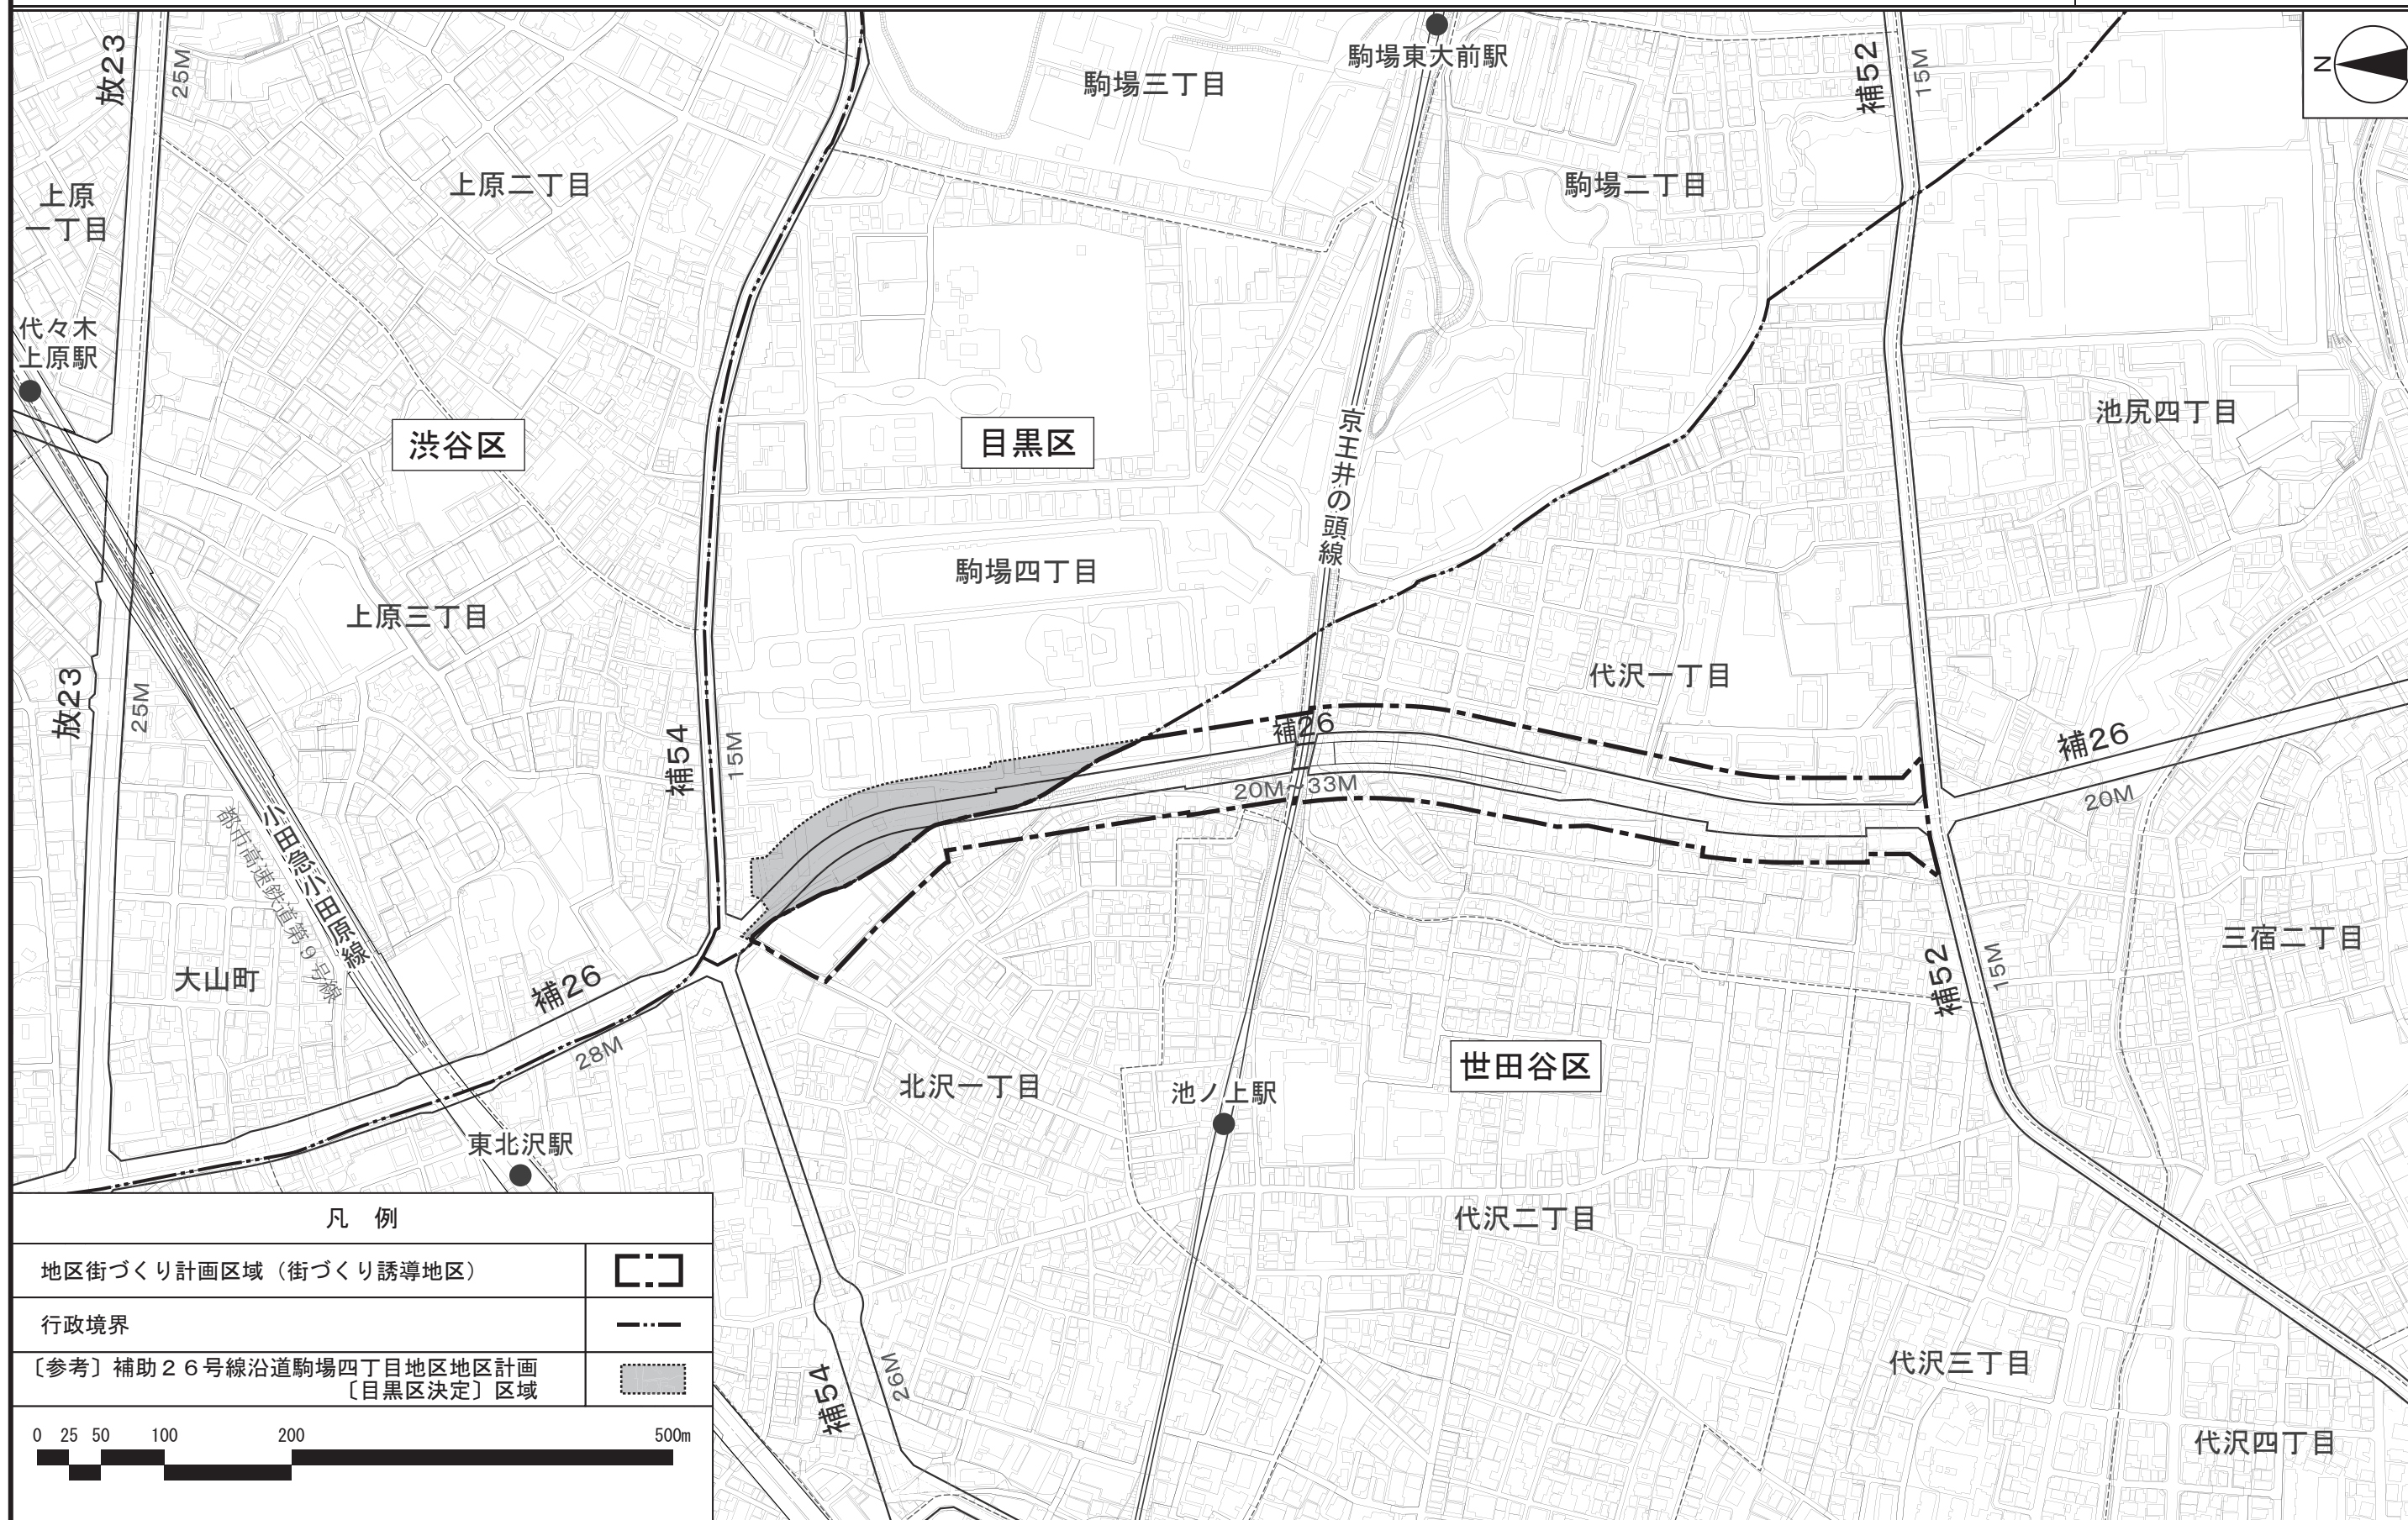 駒場東大前駅
放23
25M
駒場三丁目
補52
15M
N
上原
一丁目
上原二丁目
駒場二丁目
代々木
上原駅
渋谷区
目黒区
京王井の頭線
池尻四丁目
駒場四丁目
上原三丁目
放23
25M
代沢一丁目
補54
15M
補26
20M~33M
補26
20M
小田急小田原線
都市高速鉄道第9号線
大山町
補26
28M
補52
15M
三宿二丁目
世田谷区
北沢一丁目
池ノ上駅
東北沢駅
代沢二丁目
補54
26M
代沢三丁目
代沢四丁目
凡 例
地区街づくり計画区域（街づくり誘導地区）
行政境界
〔参考〕補助26号線沿道駒場四丁目地区地区計画
〔目黒区決定〕区域
0 25 50 100 200 500m